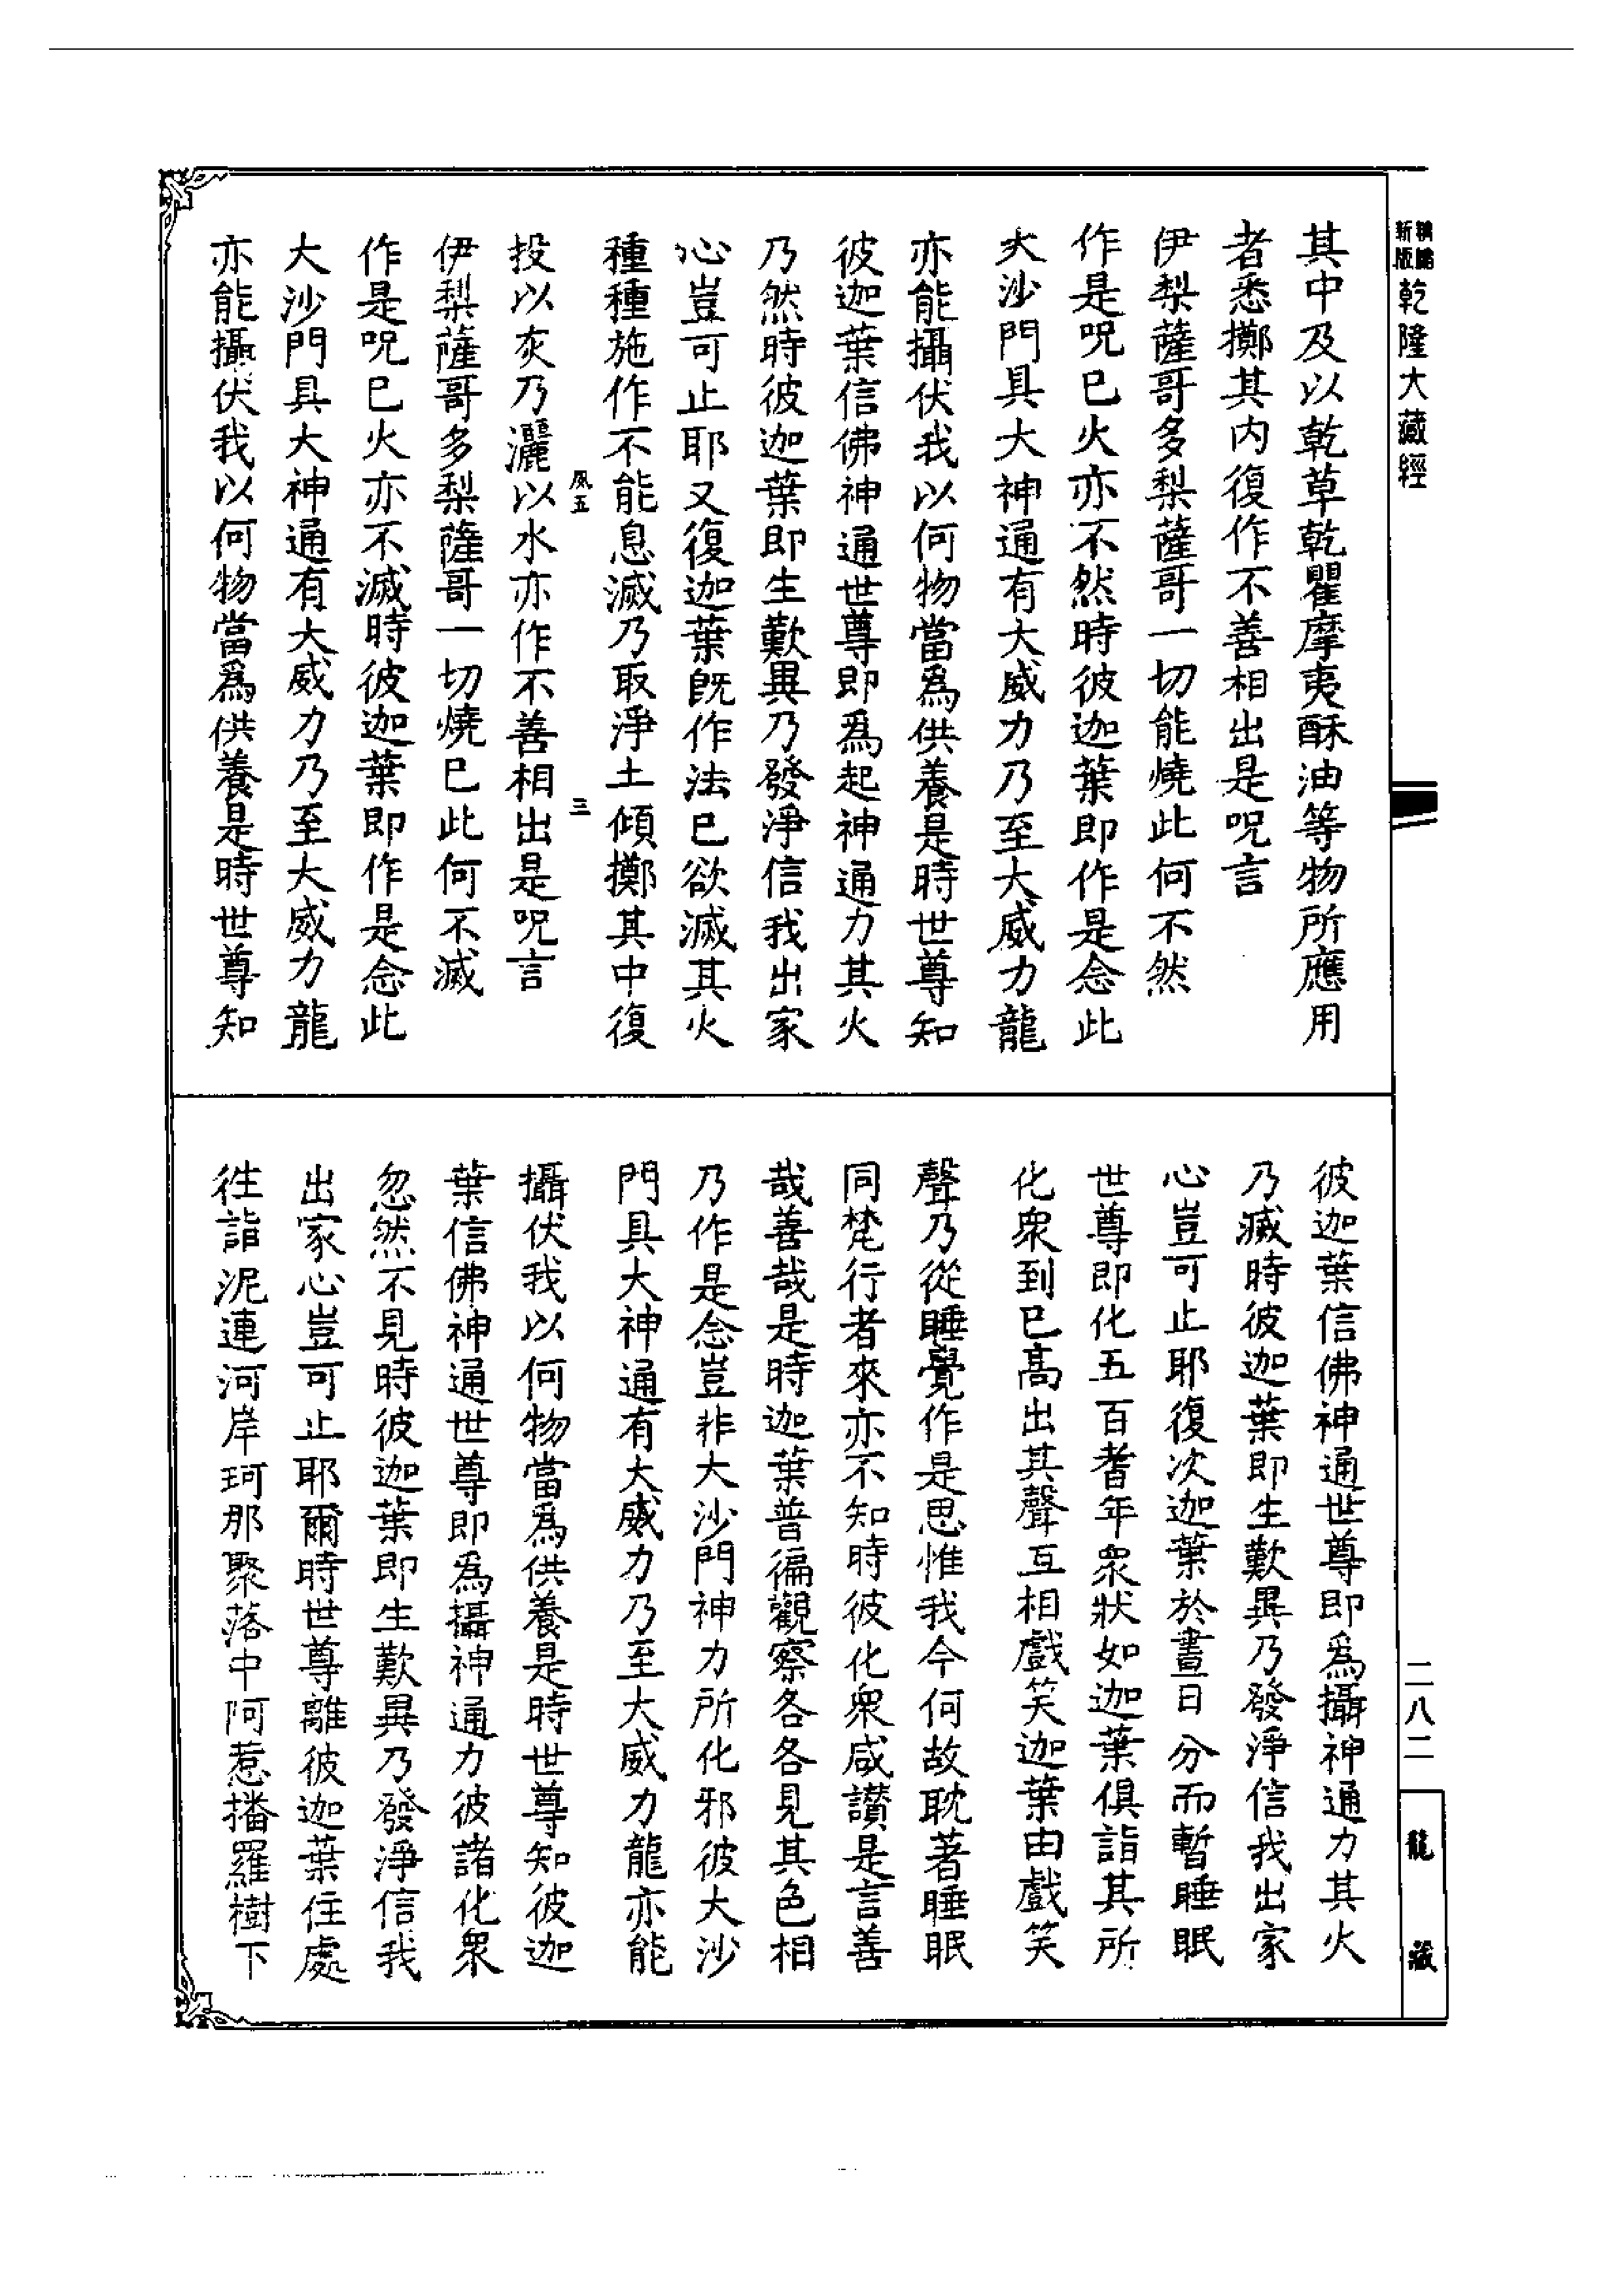 精編新版乾隆大藏經
其中及以乾草乾瞿摩夷酥油等物所應用
者悉擲其內復作不善相出是呪言
伊梨薩哥多梨薩哥一切能燒此何不然
作是呪巳火亦不然時彼迦葉即作是念此
大沙門具大神通有大威力乃至大威力龍
亦能攝伏我以何物當爲供養是時世尊知
彼迦葉信佛神通世尊即爲起神通力其火
乃然時彼迦葉即生歎異乃發淨信我出家
心豈可止耶又復迦葉旣作法巳欲滅其火
種種施作不能息滅乃取淨土傾擲其中復
風五 三
投以灰乃灑以水亦作不善相出是呪言
伊梨薩哥多梨薩哥一切燒巳此何不滅
作是呪巳火亦不滅時彼迦葉即作是念此
大沙門具大神通有大威力乃至大威力龍
亦能攝伏我以何物當爲供養是時世尊知
彼迦葉信佛神通世尊即爲攝神通力其火
乃滅時彼迦葉即生歎異乃發淨信我出家
心豈可止耶復次迦葉於晝日分而暫睡眠
世尊即化五百耆年衆狀如迦葉俱詣其所
化衆到巳高出其聲互相戲笑迦葉由戲笑
聲乃從睡覺作是思惟我今何故耽著睡眠
同梵行者來亦不知時彼化衆咸讚是言善
哉善哉是時迦葉普徧觀察各各見其色相
乃作是念豈非大沙門神力所化邪彼大沙
門具大神通有大威力乃至大威力龍亦能
攝伏我以何物當爲供養是時世尊知彼迦
葉信佛神通世尊即爲攝神通力彼諸化衆
忽然不見時彼迦葉即生歎異乃發淨信我
出家心豈可止耶爾時世尊離彼迦葉住處
徃詣泥連河岸珂那聚落中阿惹播羅樹下
二八二
龍藏